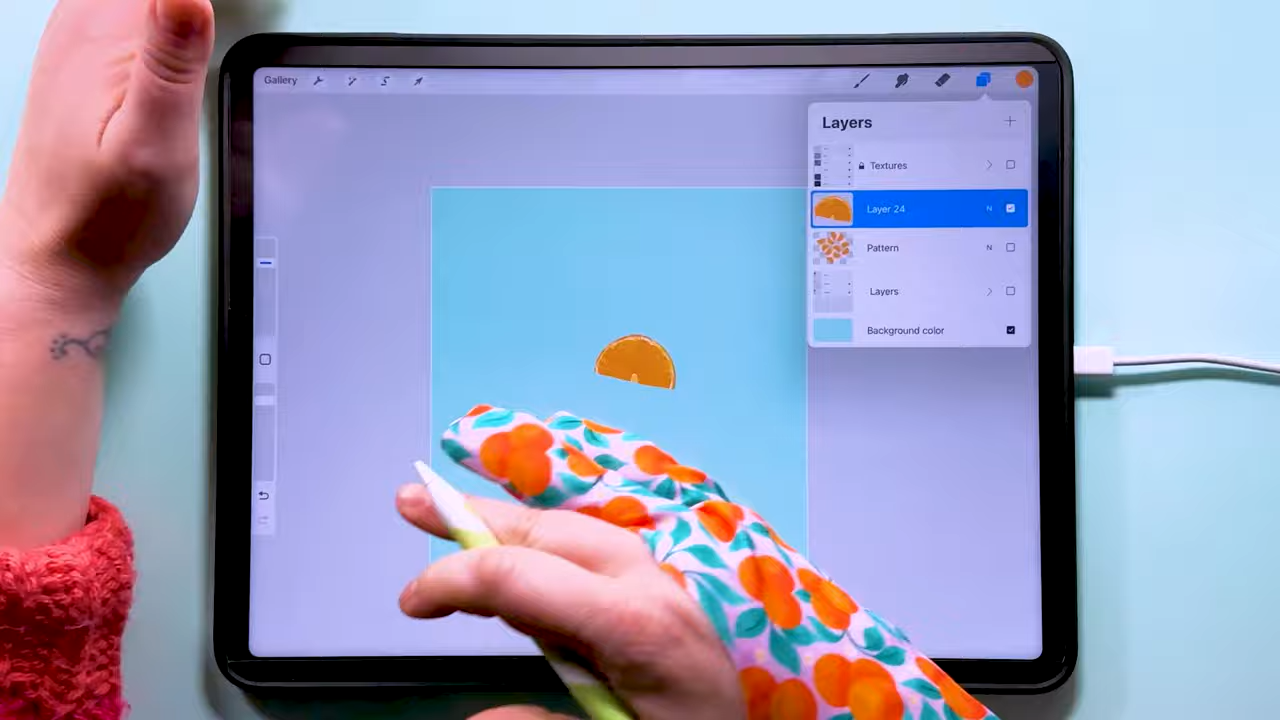 Gallery
Layers
Textures
Layer 24 N
Pattern N
Layers
Background color